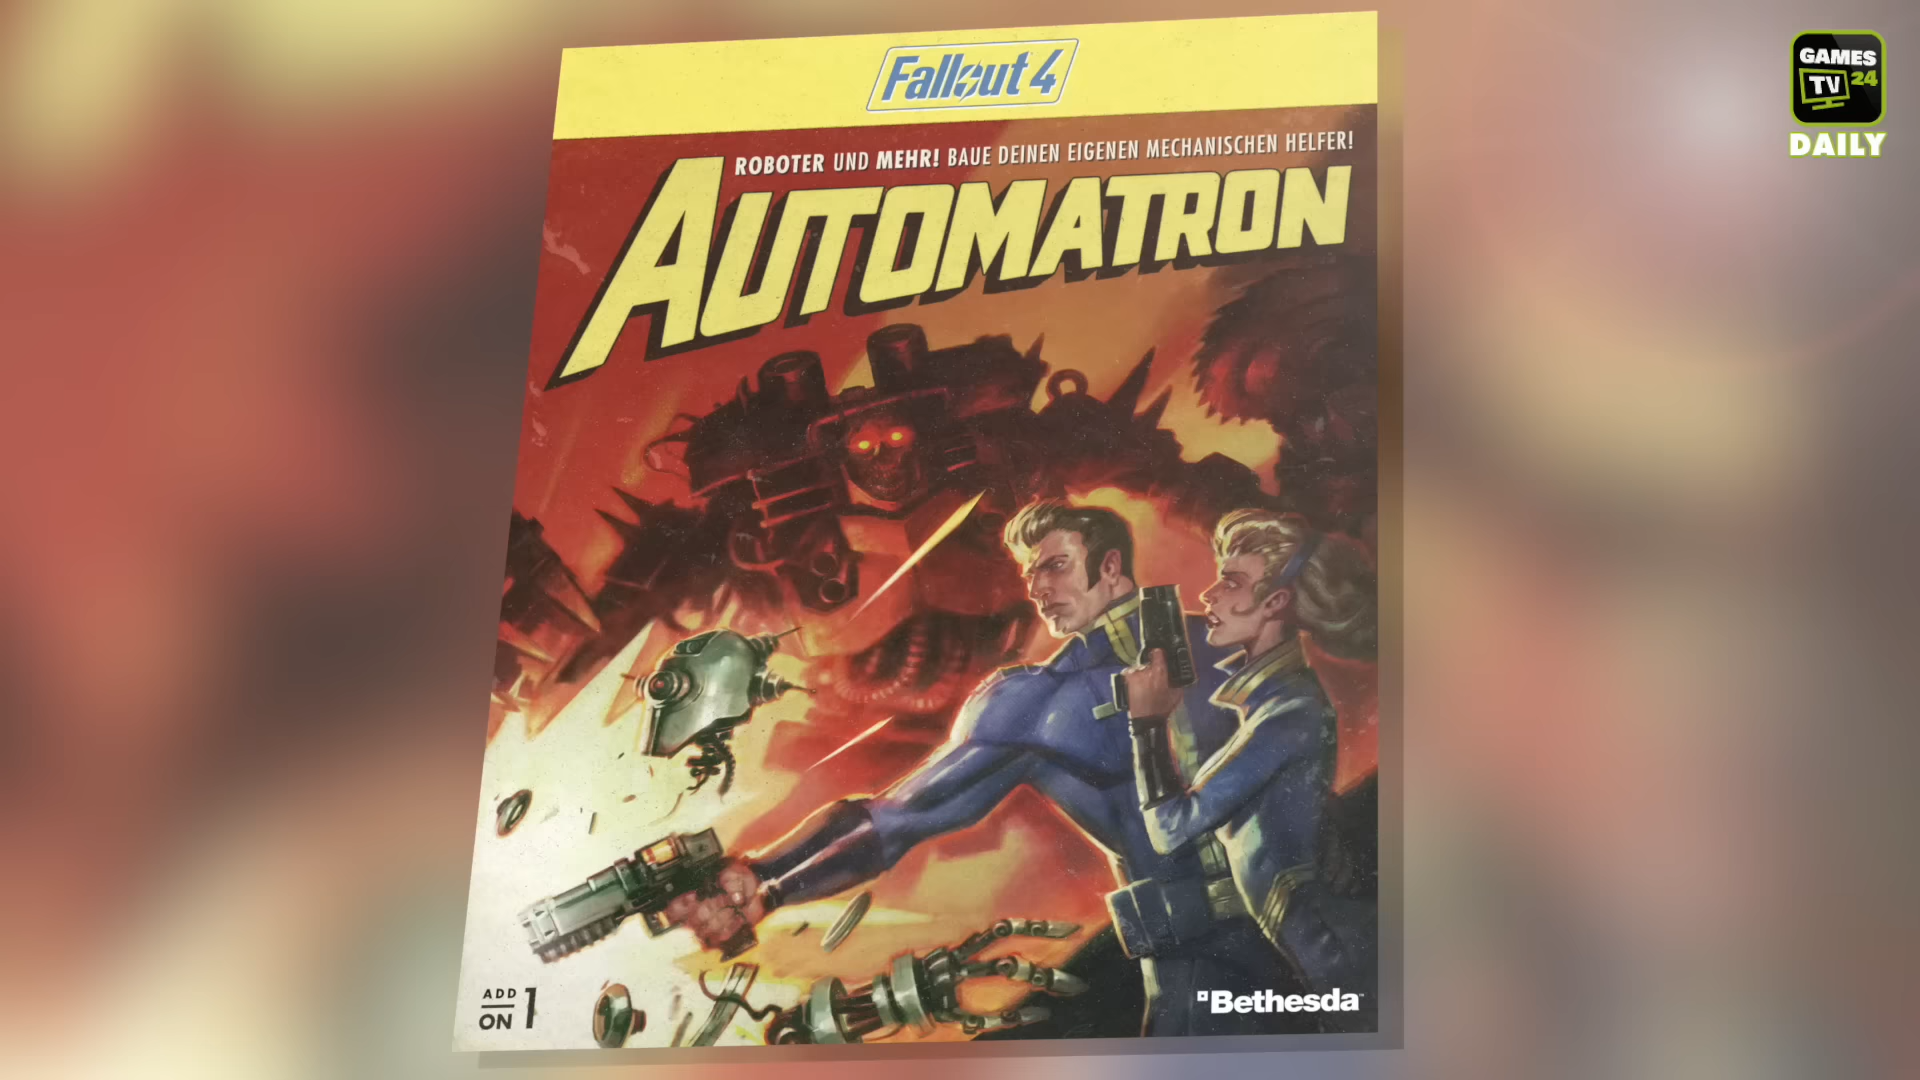 Fallout 4
ROBOTER UND MEHR! BAUE DEINEN EIGENEN MECHANISCHEN HELFER!
AUTOMATRON
ADD
ON 1
Bethesda
GAMES
TV 24
DAILY